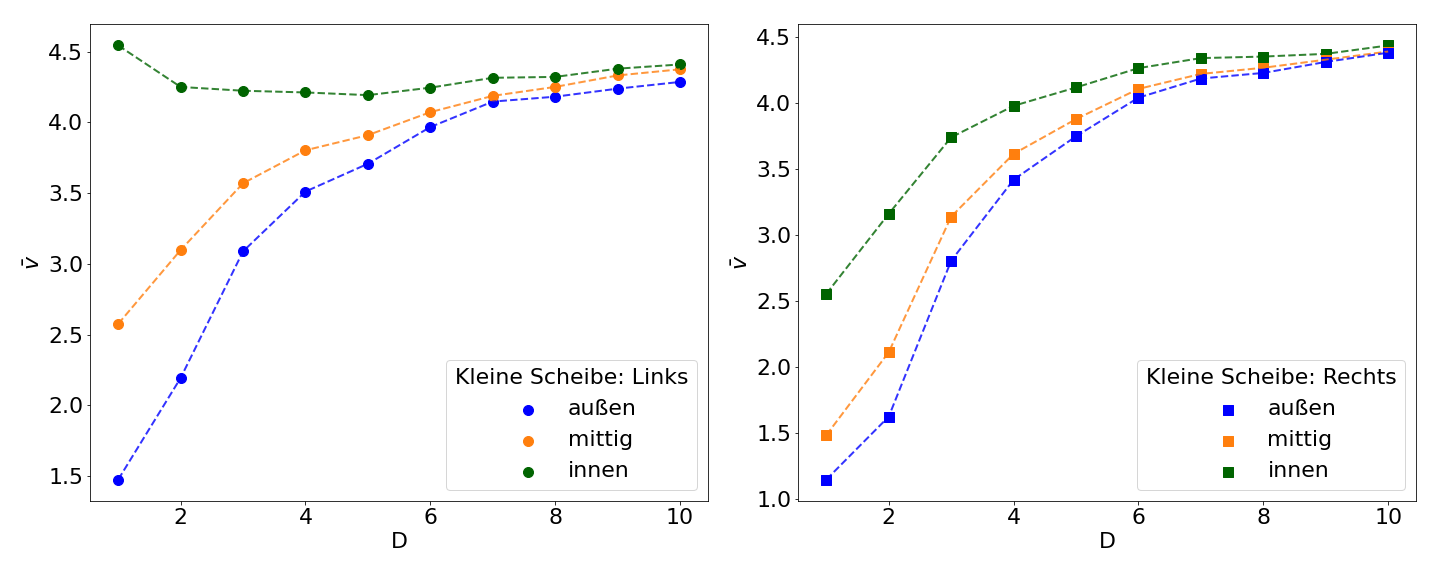 4.5
4.0
3.5
3.0
2.5
2.0
1.5
v̄
2 4 6 8 10
D
Kleine Scheibe: Links
außen
mittig
innen
4.5
4.0
3.5
3.0
2.5
2.0
1.5
1.0
v̄
2 4 6 8 10
D
Kleine Scheibe: Rechts
außen
mittig
innen